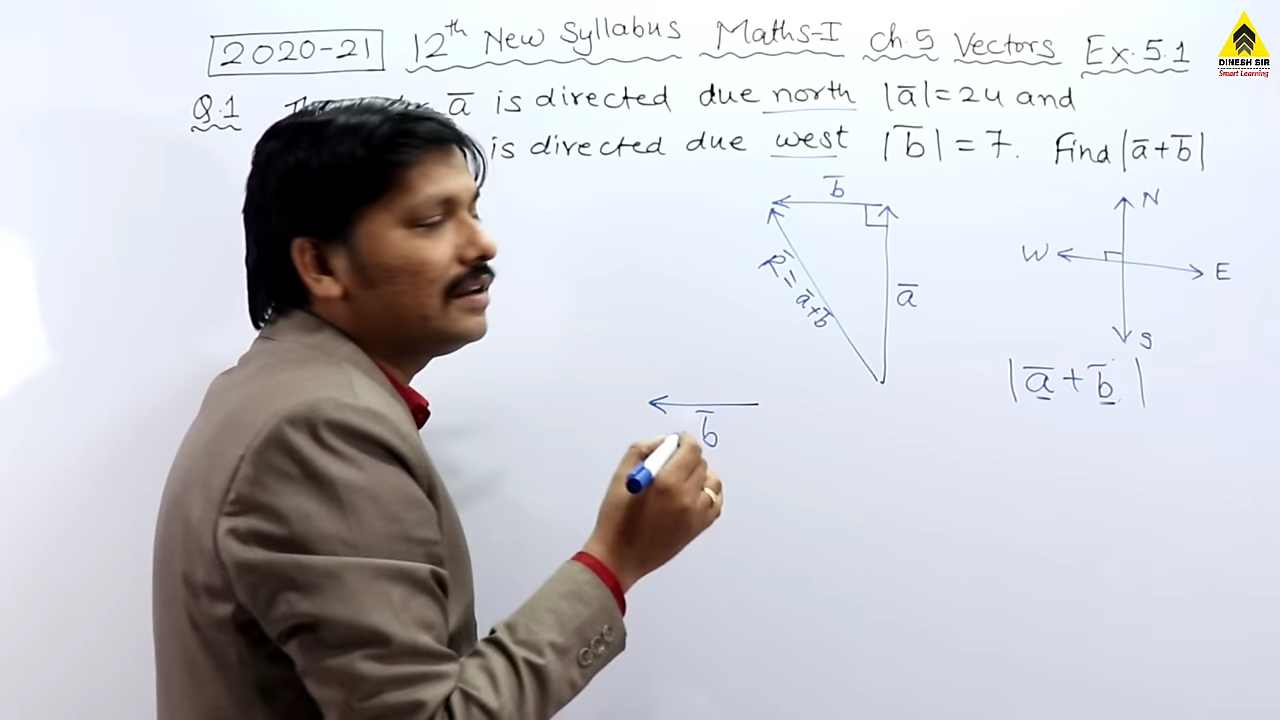 2020-21 12th New Syllabus Maths-I Ch.5 Vectors Ex.5.1
DINESH SIR
Smart Learning
Q.1 a̅ is directed due north |a̅|=24 and
is directed due west |b̅|=7. Find |a̅+b̅|
b̅
R̅=a̅+b̅
a̅
N
W
E
S
|a̅+b̅|
b̅